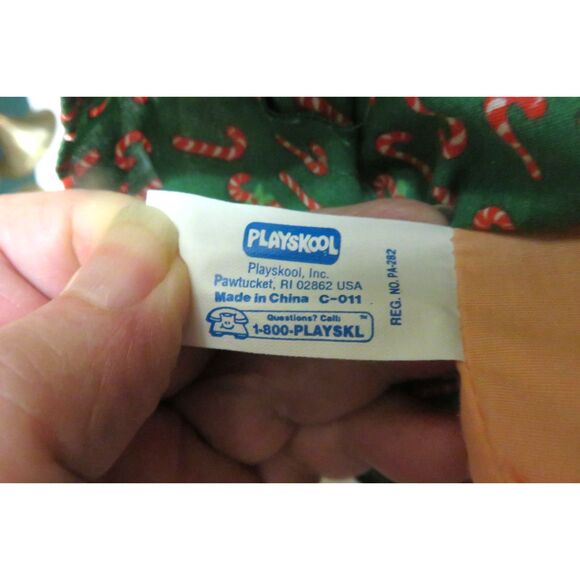 PLAYSKOOL
Playskool, Inc.
Pawtucket, RI 02862 USA
Made in China C-011
Questions? Call: ™
1-800-PLAYSKL
REG. NO. PA-282